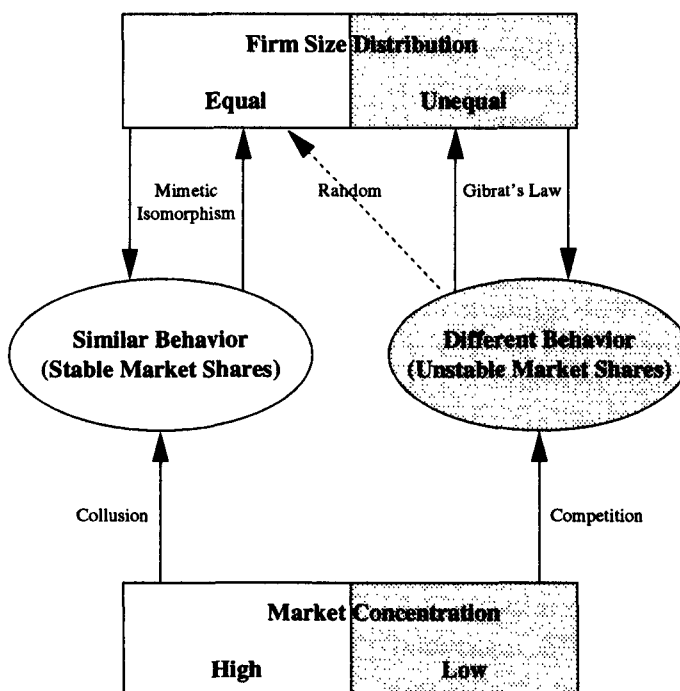 Firm Size Distribution
Equal Unequal
Mimetic
Isomorphism
Random
Gibrat's Law
Similar Behavior
(Stable Market Shares)
Different Behavior
(Unstable Market Shares)
Collusion
Competition
Market Concentration
High Low